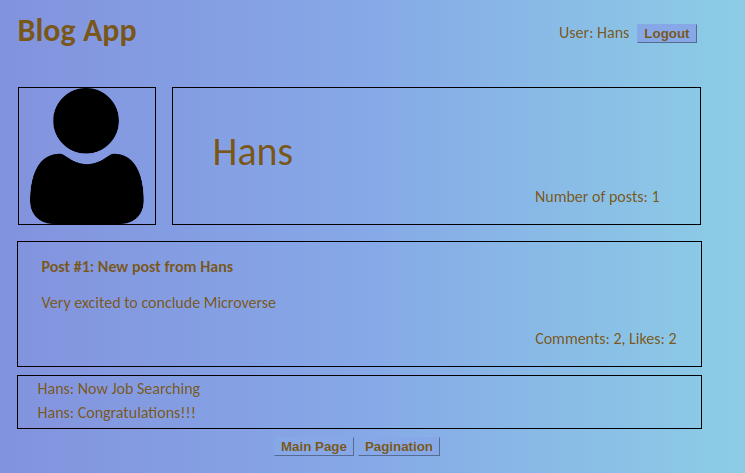 Blog App
User: Hans Logout
Hans
Number of posts: 1
Post #1: New post from Hans
Very excited to conclude Microverse
Comments: 2, Likes: 2
Hans: Now Job Searching
Hans: Congratulations!!!
Main Page Pagination